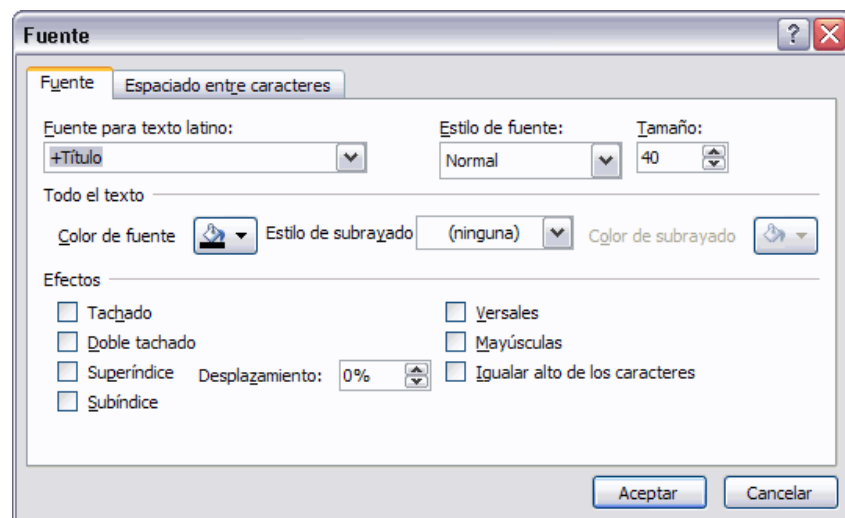 Fuente
?
Fuente Espaciado entre caracteres
Fuente para texto latino: Estilo de fuente: Tamaño:
+Título Normal 40
Todo el texto
Color de fuente Estilo de subrayado (ninguna) Color de subrayado
Efectos
Tachado Versales
Doble tachado Mayúsculas
Superíndice Desplazamiento: 0% Igualar alto de los caracteres
Subíndice
Aceptar Cancelar